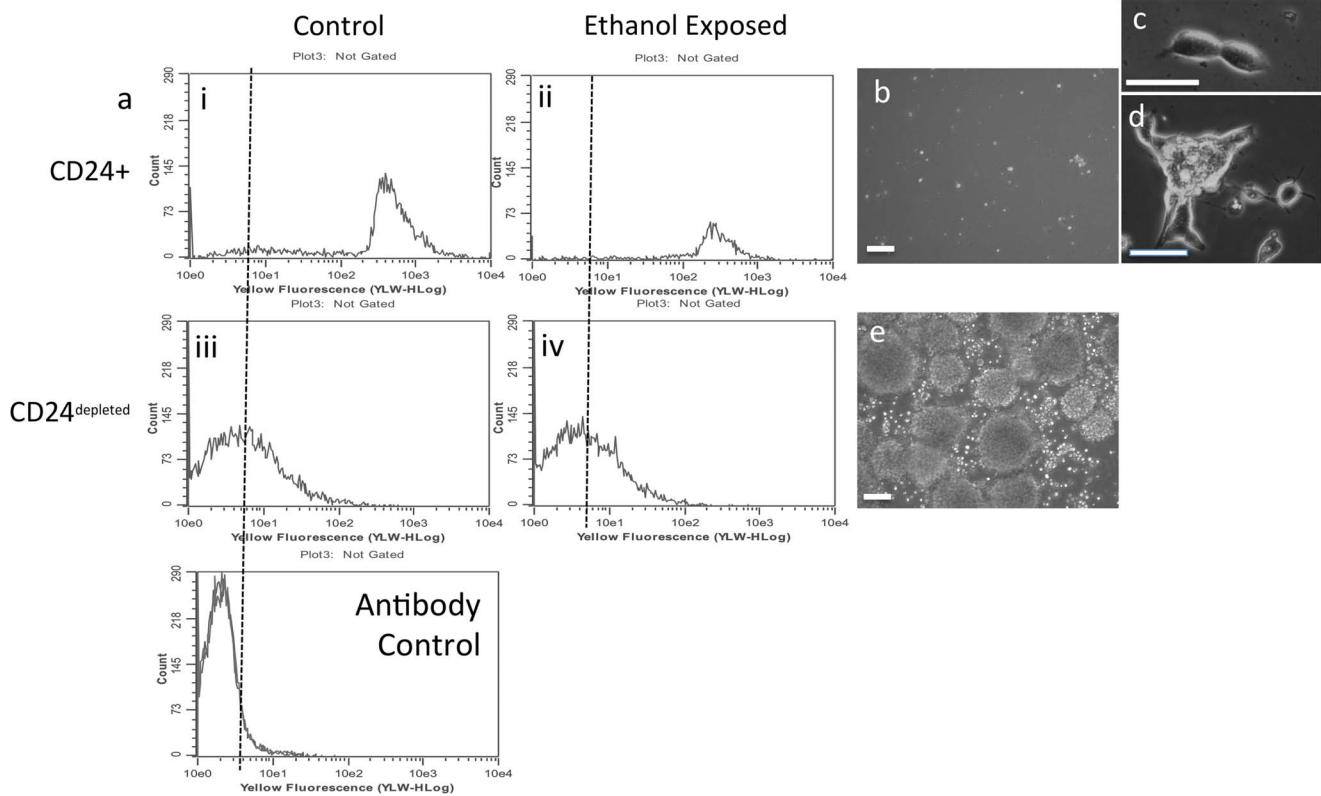 Control
Ethanol Exposed
a
CD24+
Plot3: Not Gated
i
290
218
145
73
0
Count
10e0 10e1 10e2 10e3 10e4
Yellow Fluorescence (YLW-HLog)
Plot3: Not Gated
ii
290
218
145
73
0
Count
10e0 10e1 10e2 10e3 10e4
Yellow Fluorescence (YLW-HLog)
b
c
d
CD24depleted
Plot3: Not Gated
iii
290
218
145
73
0
Count
10e0 10e1 10e2 10e3 10e4
Yellow Fluorescence (YLW-HLog)
Plot3: Not Gated
iv
290
218
145
73
0
Count
10e0 10e1 10e2 10e3 10e4
Yellow Fluorescence (YLW-HLog)
e
Plot3: Not Gated
Antibody
Control
290
218
145
73
0
Count
10e0 10e1 10e2 10e3 10e4
Yellow Fluorescence (YLW-HLog)